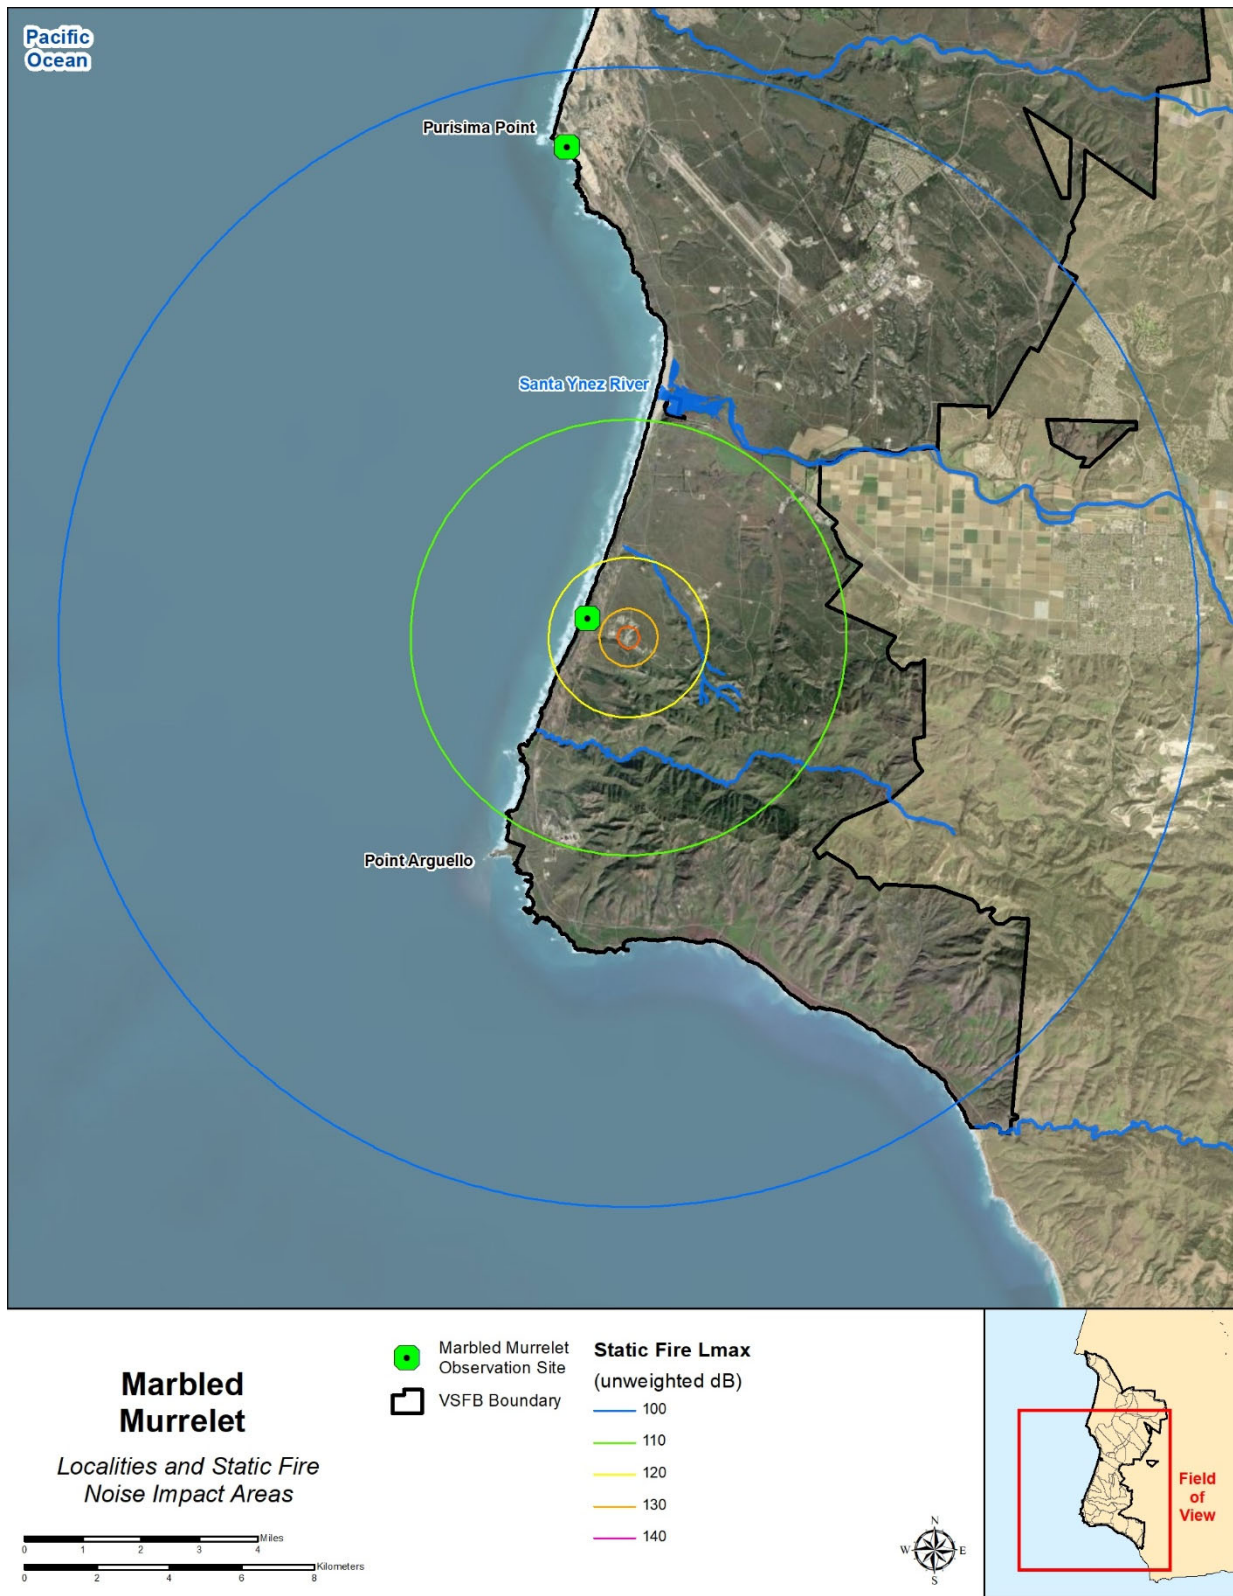 Pacific
Ocean
Purisima Point
Santa Ynez River
Point Arguello
Marbled
Murrelet
Localities and Static Fire
Noise Impact Areas
0 1 2 3 4 Miles
0 2 4 6 8 Kilometers
Marbled Murrelet
Observation Site
VSFB Boundary
Static Fire Lmax
(unweighted dB)
100
110
120
130
140
N
W E
S
Field
of
View